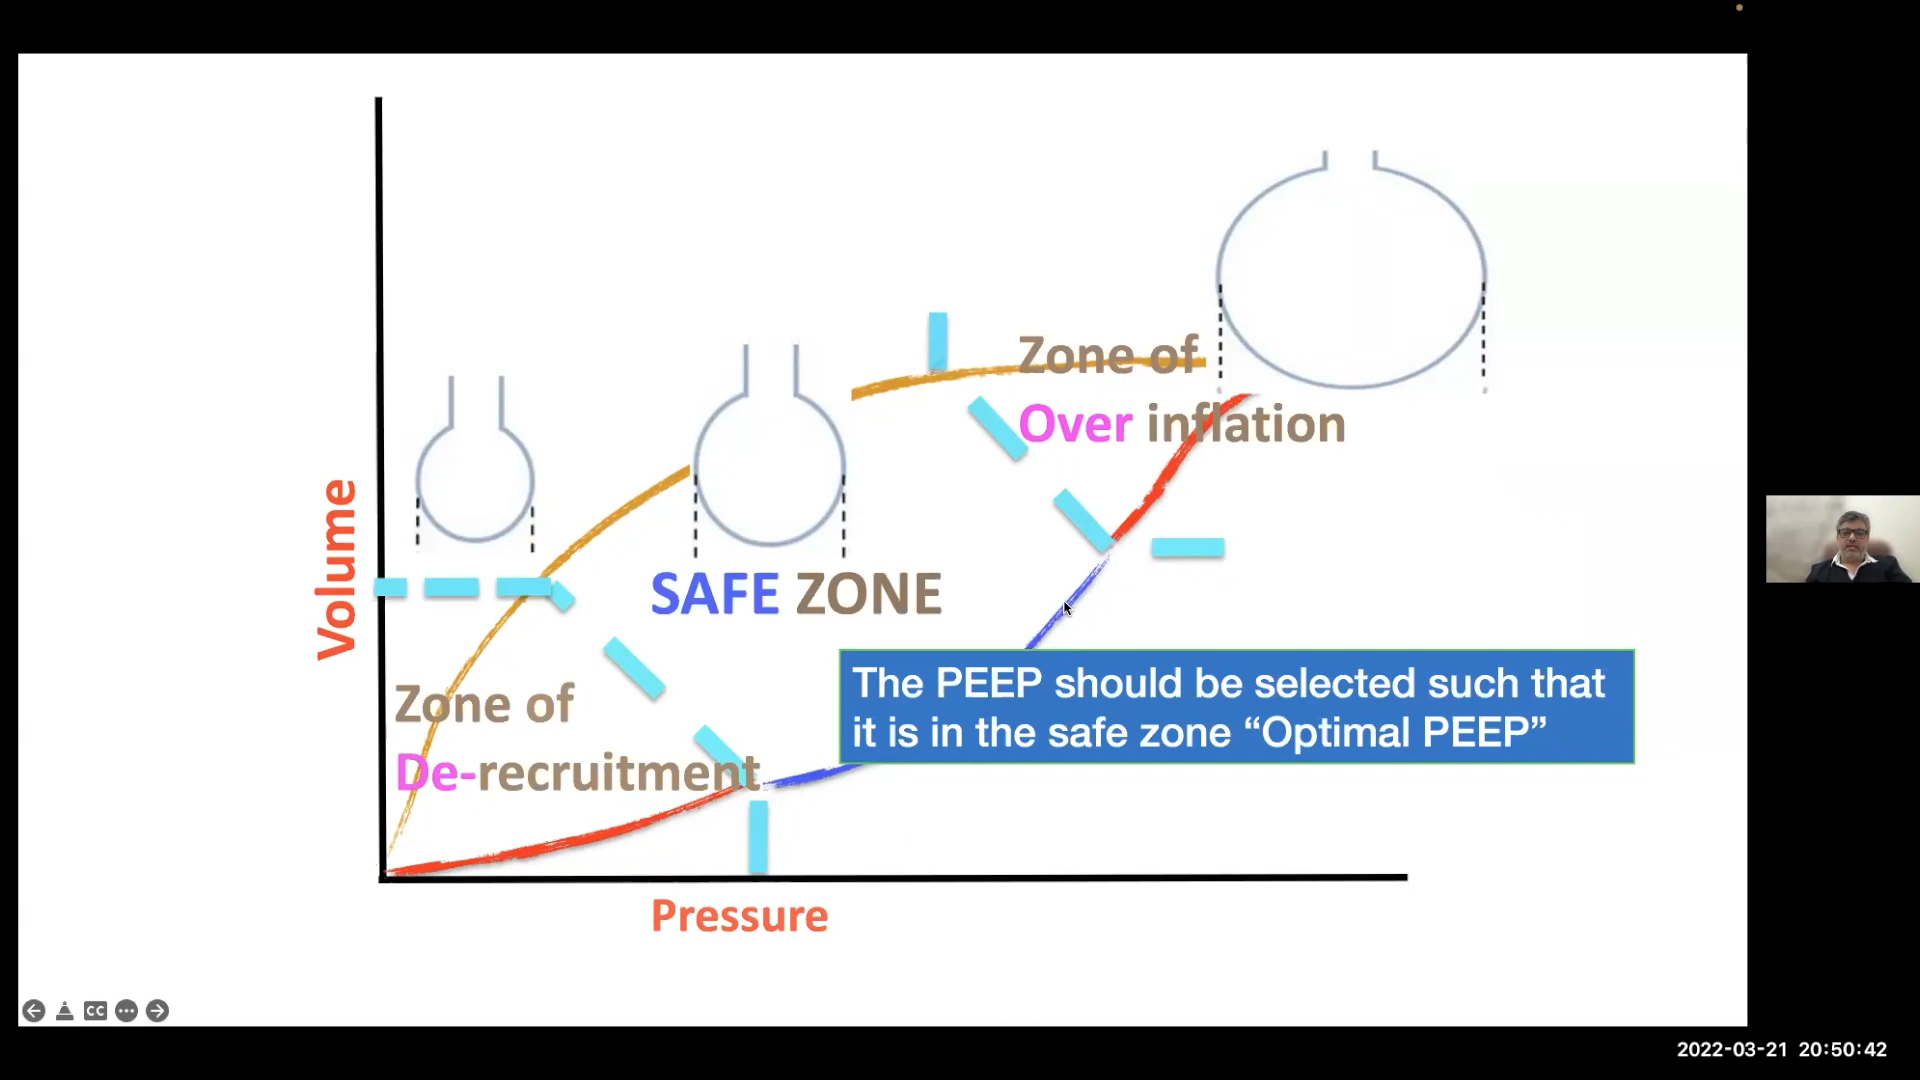 Zone of
Over inflation
Volume
SAFE ZONE
The PEEP should be selected such that
it is in the safe zone “Optimal PEEP”
Zone of
De-recruitment
Pressure
CC
2022-03-21 20:50:42